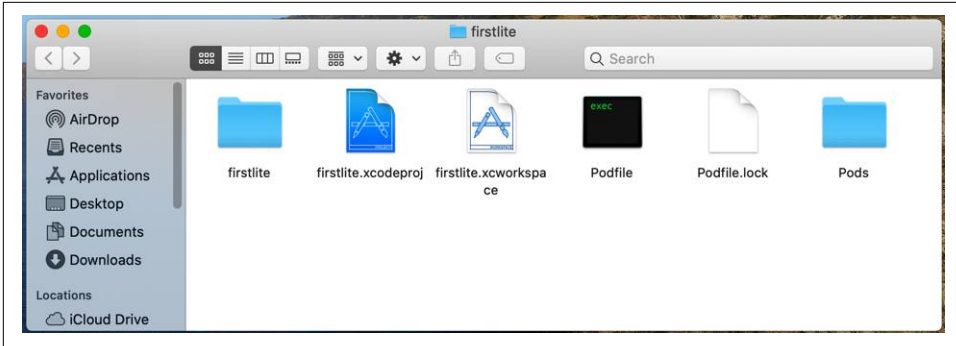 firstlite
Search
Favorites
AirDrop
Recents
Applications
Desktop
Documents
Downloads
Locations
iCloud Drive
exec
firstlite
firstlite.xcodeproj
firstlite.xcworkspa
ce
Podfile
Podfile.lock
Pods